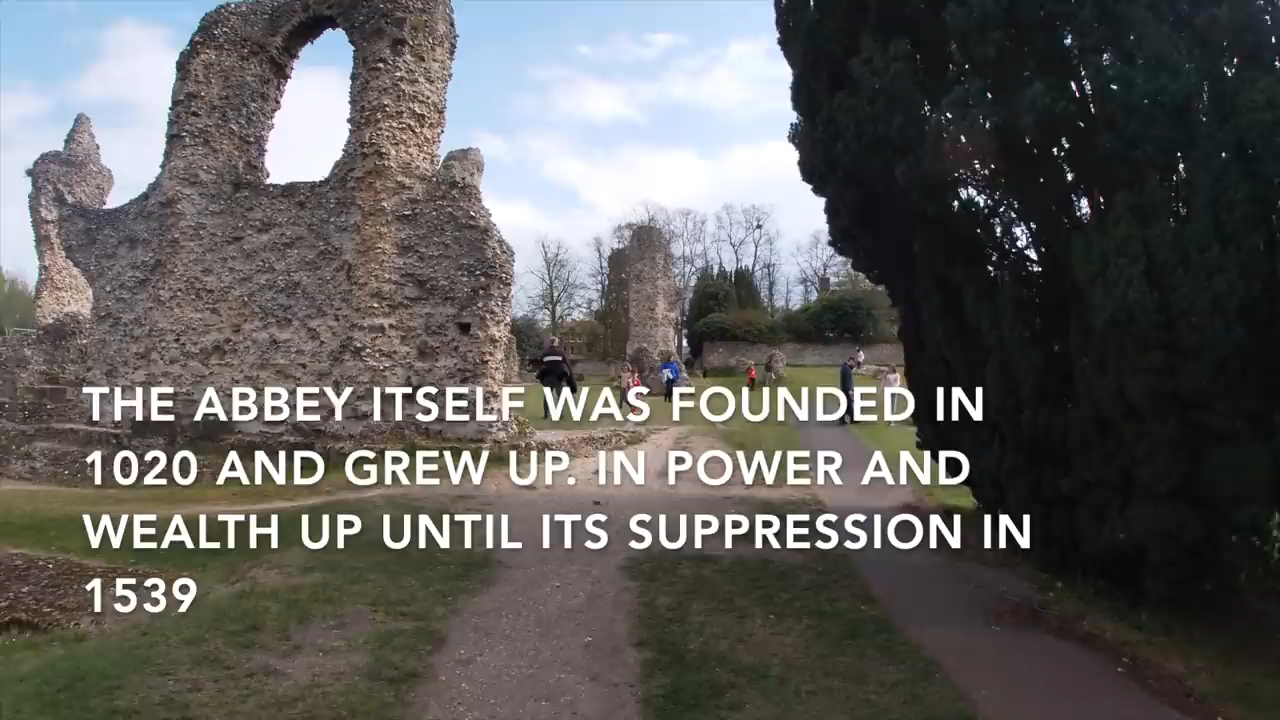 THE ABBEY ITSELF WAS FOUNDED IN
1020 AND GREW UP. IN POWER AND
WEALTH UP UNTIL ITS SUPPRESSION IN
1539